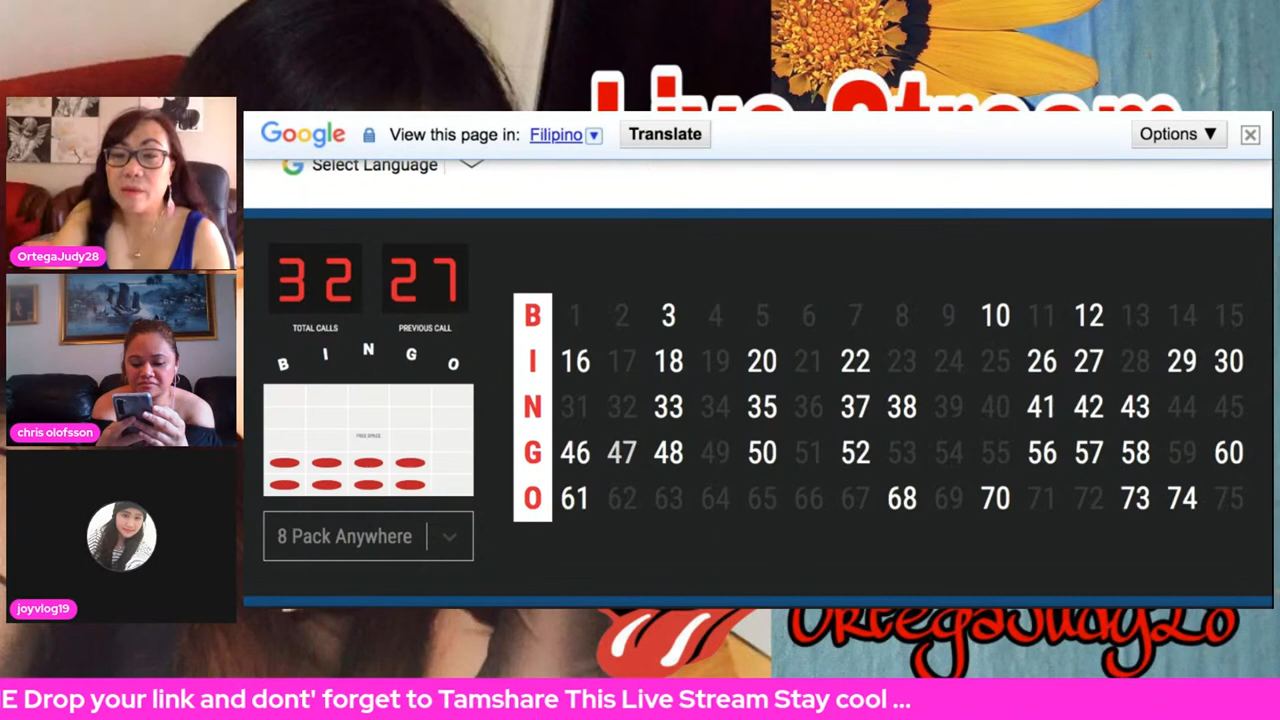 Live Stream
Google View this page in: Filipino ▼ Translate Options ▼
Select Language
OrtegaJudy28
chris olofsson
joyvlog19
32 27
TOTAL CALLS PREVIOUS CALL
B I N G O
FREE SPACE
8 Pack Anywhere
B 1 2 3 4 5 6 7 8 9 10 11 12 13 14 15
I 16 17 18 19 20 21 22 23 24 25 26 27 28 29 30
N 31 32 33 34 35 36 37 38 39 40 41 42 43 44 45
G 46 47 48 49 50 51 52 53 54 55 56 57 58 59 60
O 61 62 63 64 65 66 67 68 69 70 71 72 73 74 75
E Drop your link and dont' forget to Tamshare This Live Stream Stay cool ...